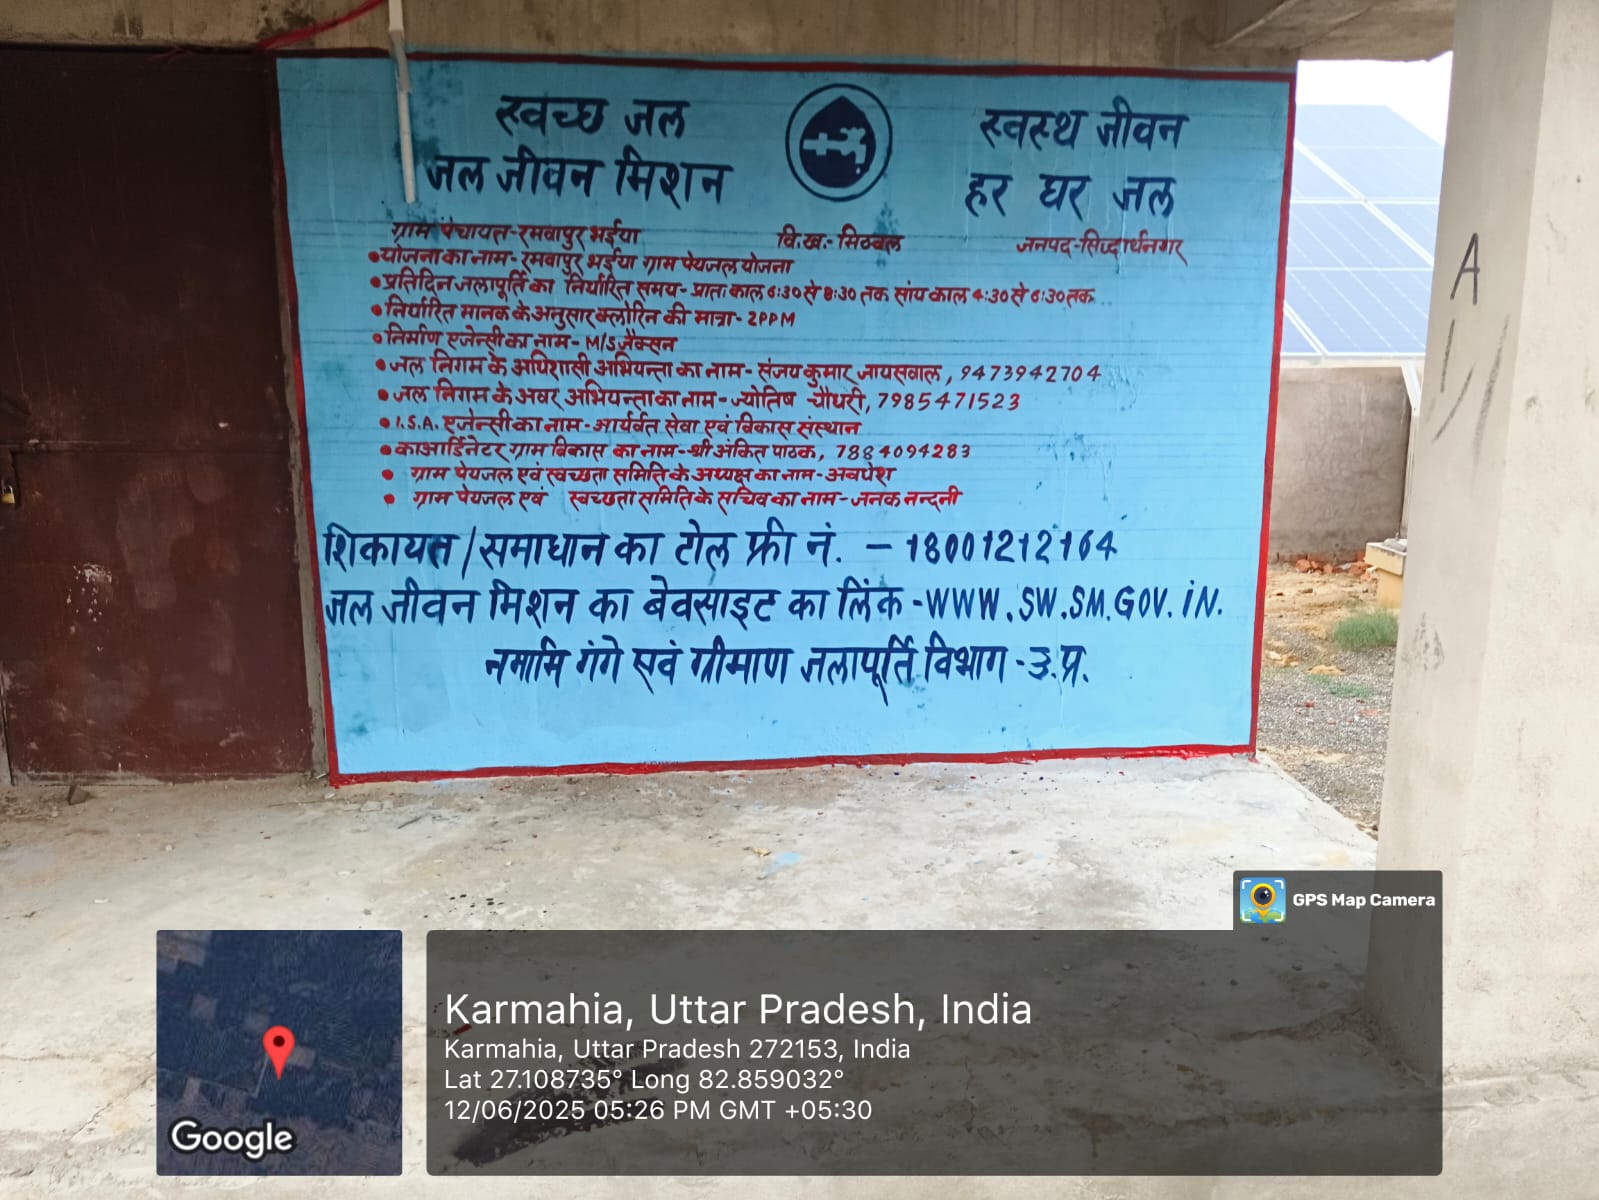 स्वच्छ जल
जल जीवन मिशन
स्वस्थ जीवन
हर घर जल
ग्राम पंचायत-रमवापुर भईया वि.ख.-मिठवल जनपद-सिद्धार्थनगर
•योजना का नाम-रमवापुर भईया ग्राम पेयजल योजना
•प्रतिदिन जलापूर्ति का निर्धारित समय-प्रातः काल 6:30 से 8:30 तक सांय काल 4:30 से 6:30 तक
•निर्धारित मानक के अनुसार क्लोरिन की मात्रा-2PPM
•निर्माण एजेन्सी का नाम-M/S जैक्सन
•जल निगम के अधिशासी अभियन्ता का नाम-संजय कुमार जायसवाल, 9473942704
•जल निगम के अवर अभियन्ता का नाम-ज्योतिष चौधरी, 7985471523
•I.S.A. एजेन्सी का नाम-आर्यर्वत सेवा एवं विकास संस्थान
•काआर्डिनेटर ग्राम विकास का नाम-श्री अंकित पाठक, 7884094283
• ग्राम पेयजल एवं स्वच्छता समिति के अध्यक्ष का नाम-अवधेश
• ग्राम पेयजल एवं स्वच्छता समिति के सचिव का नाम-जनक नन्दनी
शिकायत/समाधान का टोल फ्री नं. - 18001212164
जल जीवन मिशन का बेवसाइट का लिंक-WWW.SW.SM.GOV.iN.
नमामि गंगे एवं ग्रीमाण जलापूर्ति विभाग-उ.प्र.
A
GPS Map Camera
Karmahia, Uttar Pradesh, India
Karmahia, Uttar Pradesh 272153, India
Lat 27.108735° Long 82.859032°
12/06/2025 05:26 PM GMT +05:30
Google